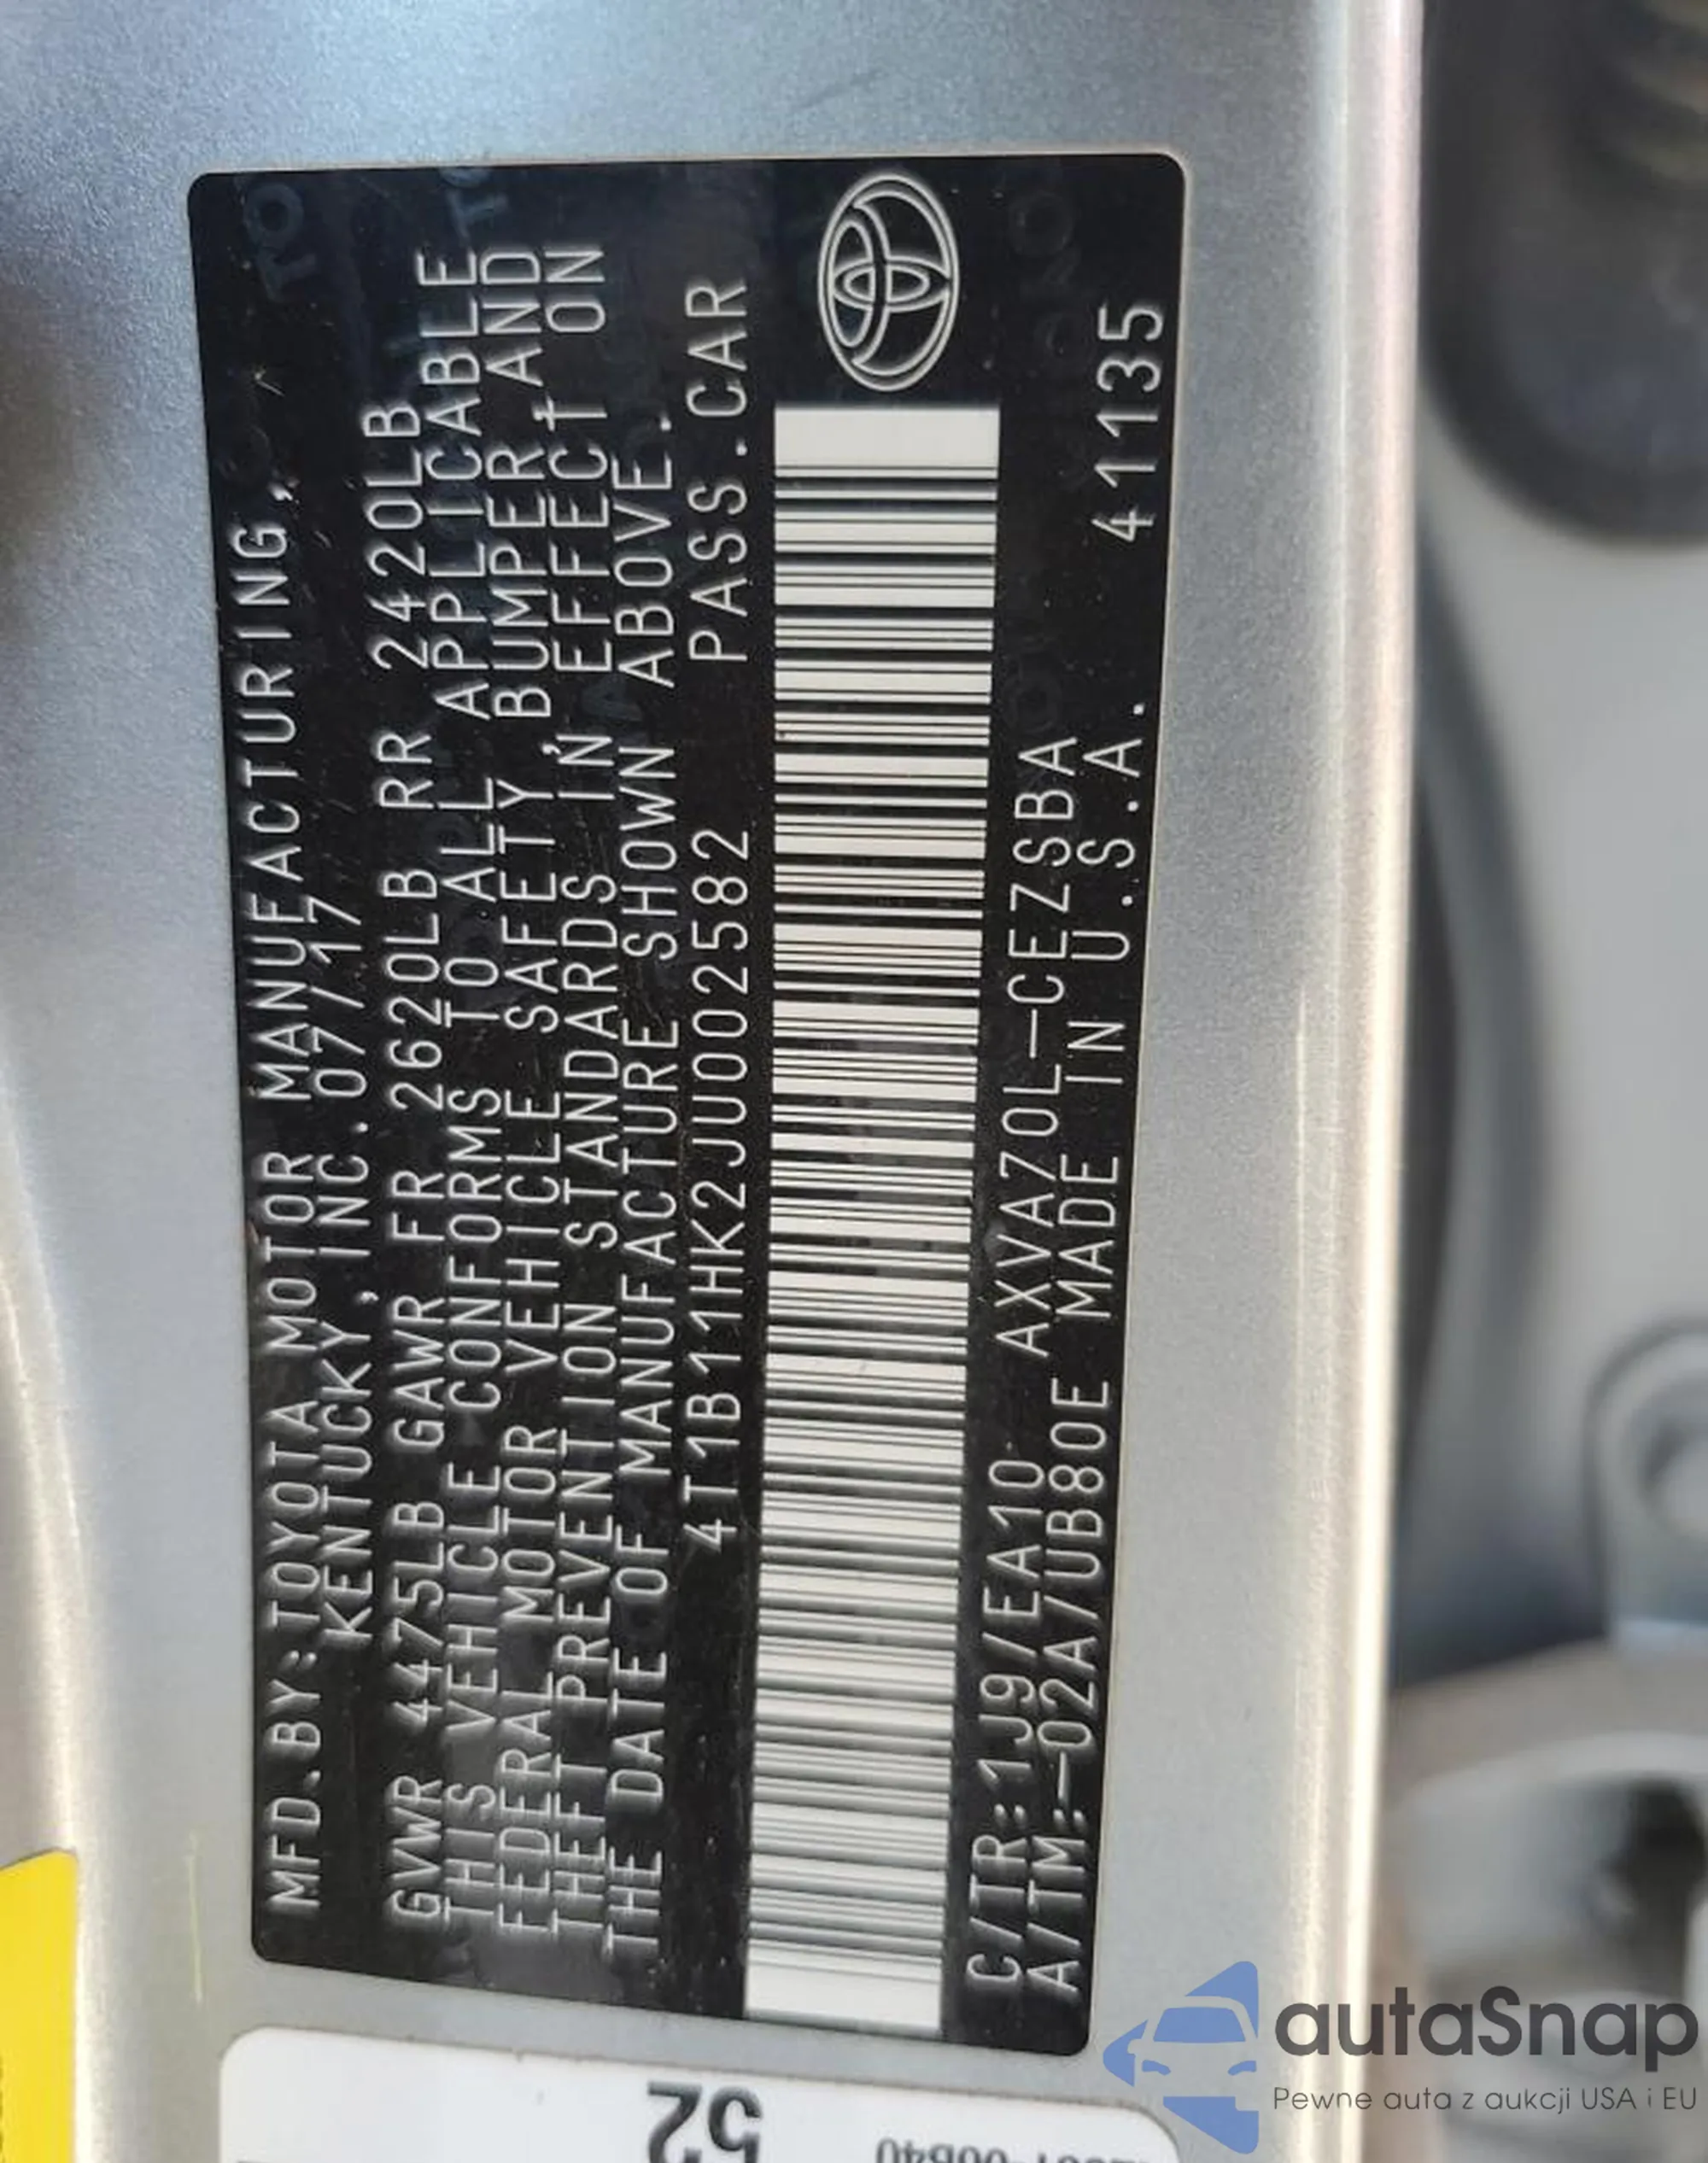 MFD.BY:TOYOTA MOTOR MANUFACTURING,
KENTUCKY, INC. 07/17
GVWR 4475LB GAWR FR 2620LB RR 2420LB
THIS VEHICLE CONFORMS TO ALL APPLICABLE
FEDERAL MOTOR VEHICLE SAFETY, BUMPER AND
THEFT PREVENTION STANDARDS IN EFFECT ON
THE DATE OF MANUFACTURE SHOWN ABOVE.
4T1B11HK2JU002582 PASS.CAR
C/TR:1J9/EA10 AXVA70L-CEZSBA
A/TM:-02A/UB80E MADE IN U.S.A. 41135
52
autaSnap
Pewne auta z aukcji USA i EU